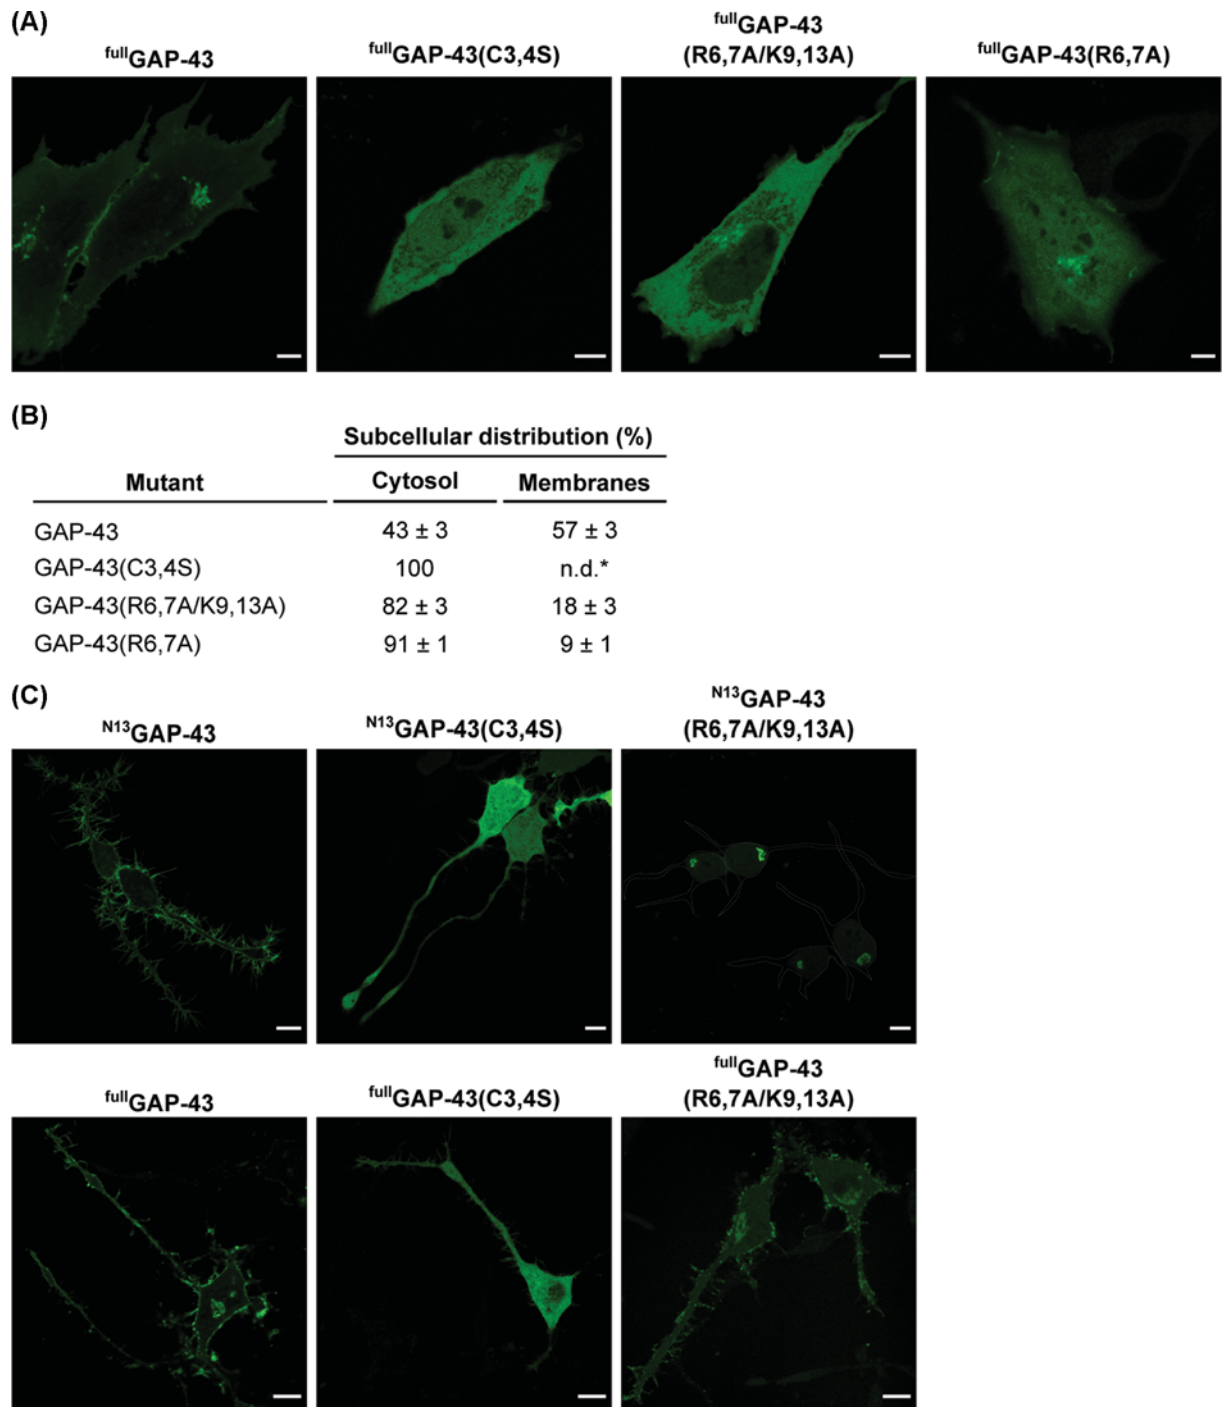 (A)
fullGAP-43
fullGAP-43(C3,4S)
fullGAP-43
(R6,7A/K9,13A)
fullGAP-43(R6,7A)
(B)
Subcellular distribution (%)
Mutant Cytosol Membranes
GAP-43 43 ± 3 57 ± 3
GAP-43(C3,4S) 100 n.d.*
GAP-43(R6,7A/K9,13A) 82 ± 3 18 ± 3
GAP-43(R6,7A) 91 ± 1 9 ± 1
(C)
N13GAP-43
N13GAP-43(C3,4S)
N13GAP-43
(R6,7A/K9,13A)
fullGAP-43
fullGAP-43(C3,4S)
fullGAP-43
(R6,7A/K9,13A)